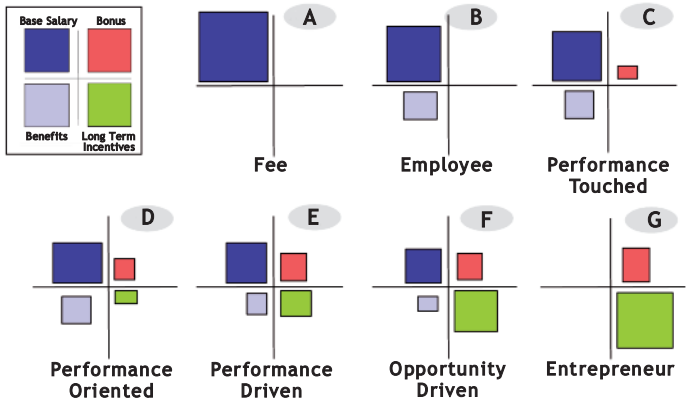 Base Salary Bonus
Benefits Long Term
Incentives
A
Fee
B
Employee
C
Performance
Touched
D
Performance
Oriented
E
Performance
Driven
F
Opportunity
Driven
G
Entrepreneur